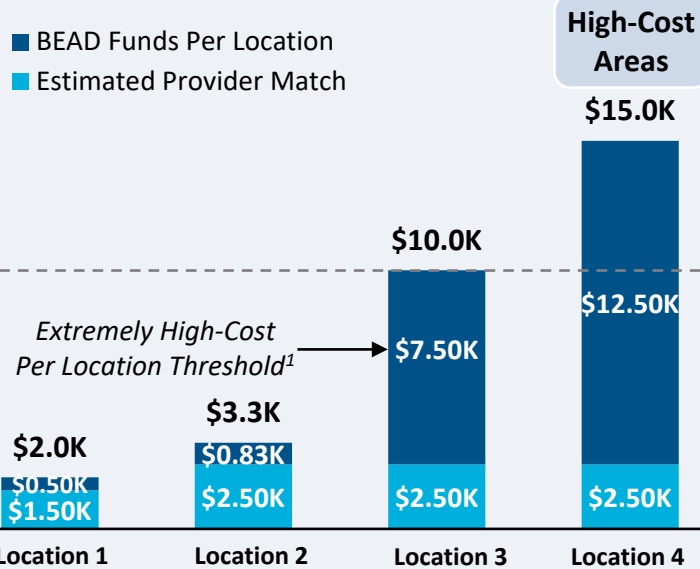 BEAD Funds Per Location
Estimated Provider Match
High-Cost
Areas
$15.0K
$10.0K
$12.50K
Extremely High-Cost
Per Location Threshold1
$7.50K
$3.3K
$2.0K
$0.83K
$0.50K
$1.50K
$2.50K
$2.50K
$2.50K
Location 1
Location 2
Location 3
Location 4